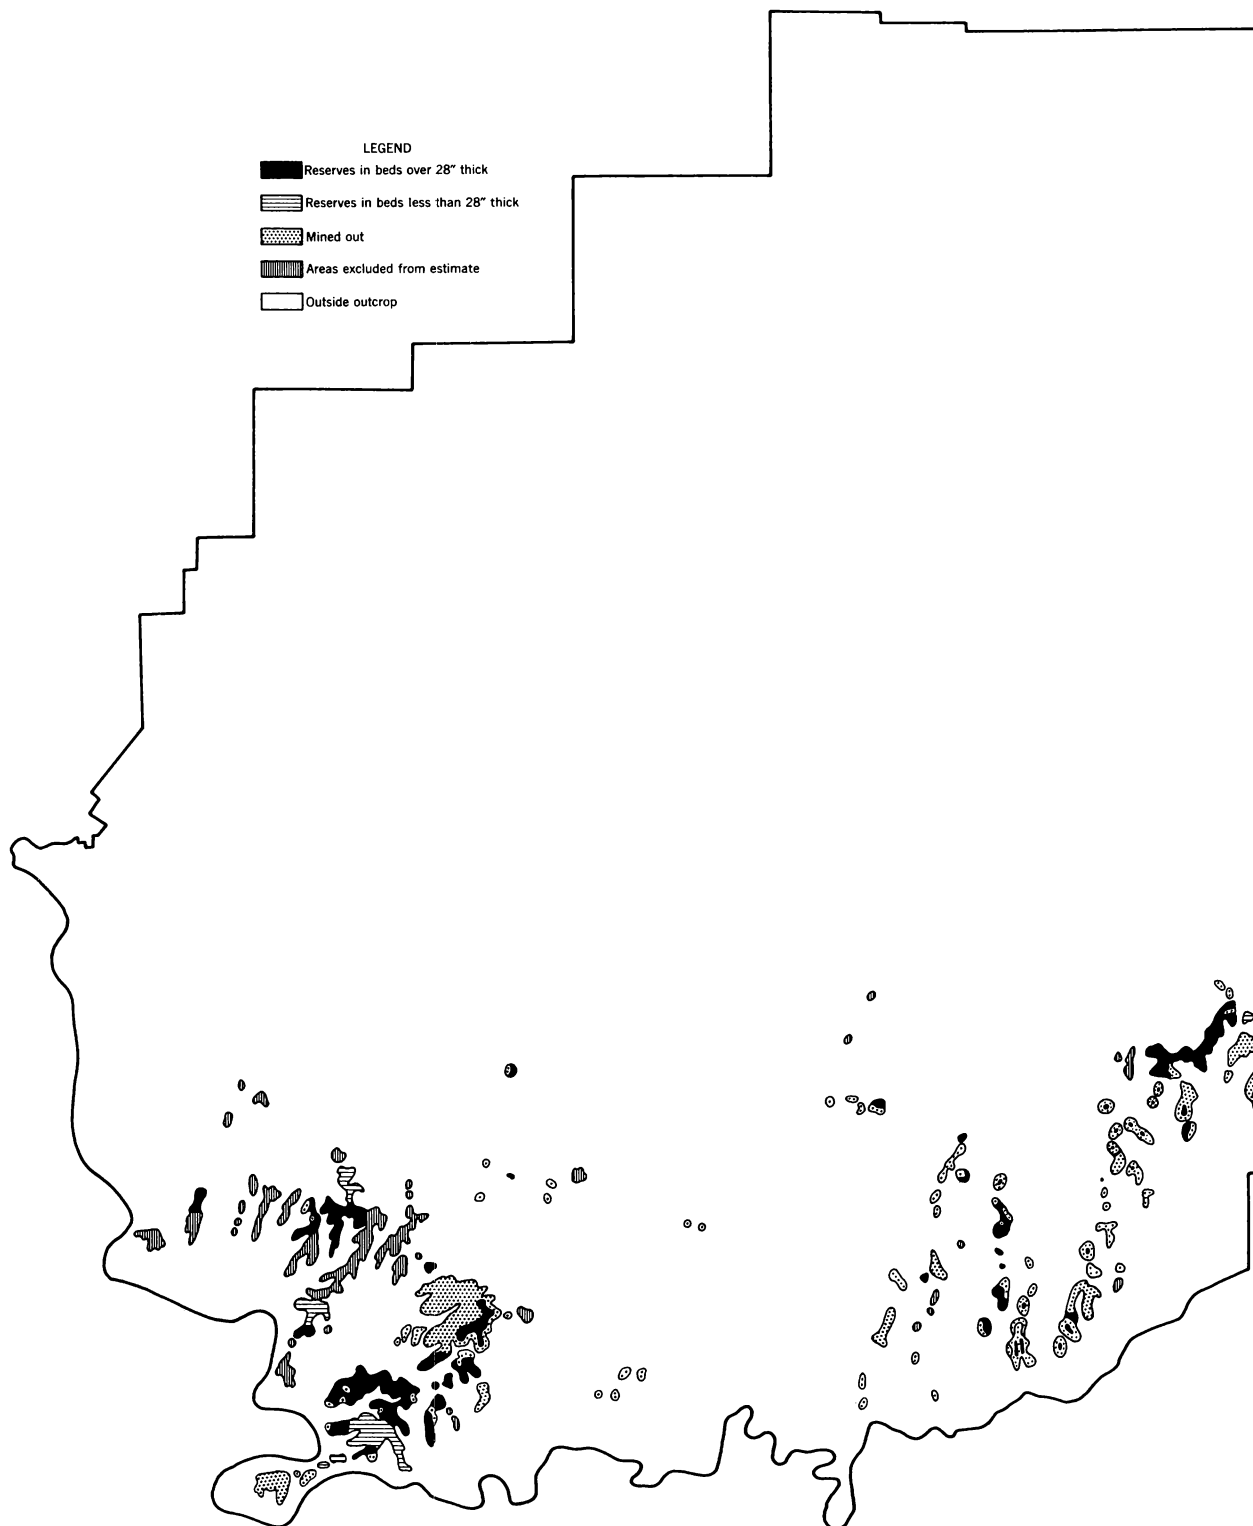 LEGEND
Reserves in beds over 28″ thick
Reserves in beds less than 28″ thick
Mined out
Areas excluded from estimate
Outside outcrop